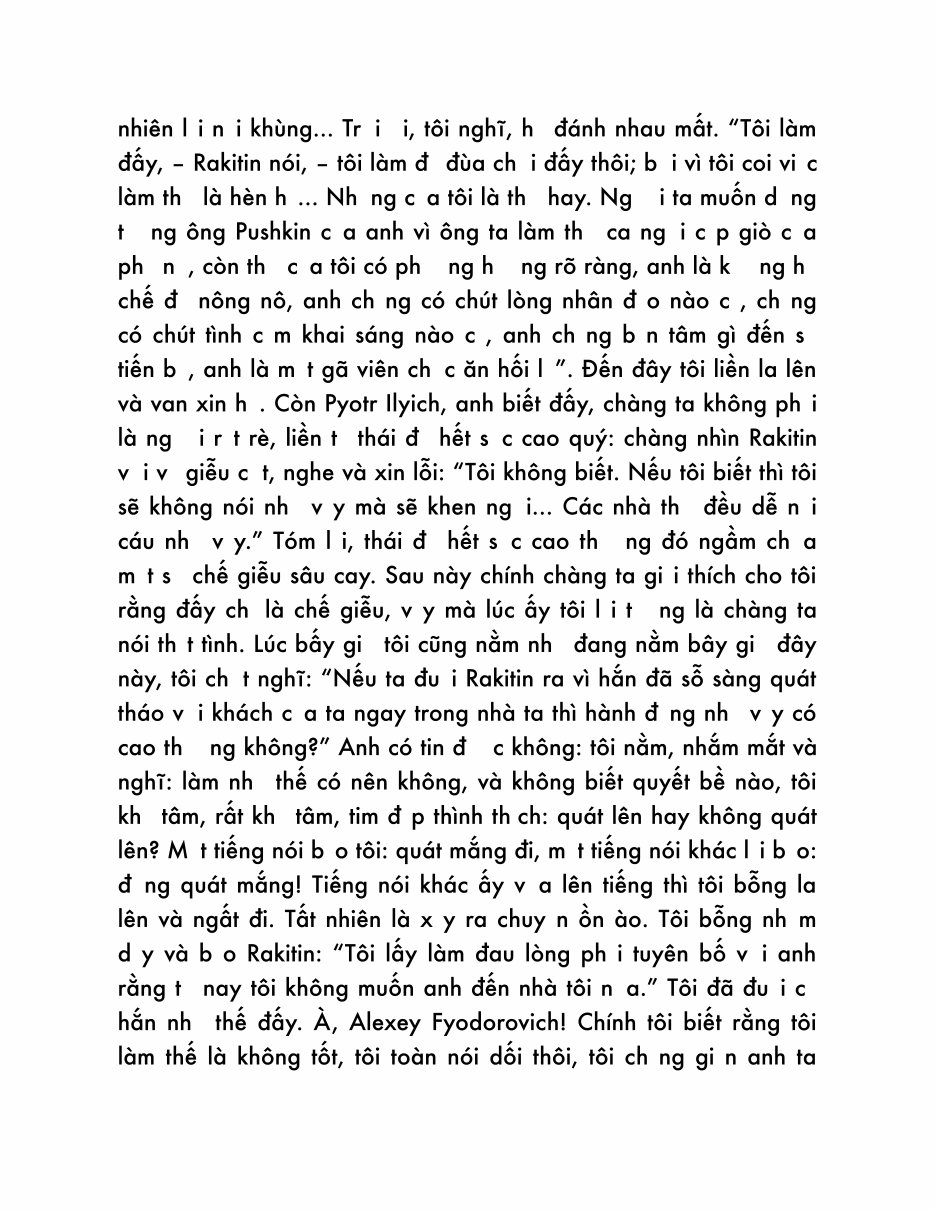 nhiên l i n i khùng... Tr i i, tôi nghĩ, h đánh nhau mất. “Tôi làm
đấy, – Rakitin nói, – tôi làm đ đùa ch i đấy thôi; b i vì tôi coi vi c
làm th là hèn h ... Nh ng c a tôi là th hay. Ng i ta muốn d ng
t ng ông Pushkin c a anh vì ông ta làm th ca ng i c p giò c a
ph n , còn th c a tôi có ph ng h ng rõ ràng, anh là k ng h
chế đ nông nô, anh ch ng có chút lòng nhân đ o nào c , ch ng
có chút tình c m khai sáng nào c , anh ch ng b n tâm gì đến s
tiến b , anh là m t gã viên ch c ăn hối l ”. Đến đây tôi liền la lên
và van xin h . Còn Pyotr Ilyich, anh biết đấy, chàng ta không ph i
là ng i r t rè, liền t thái đ hết s c cao quý: chàng nhìn Rakitin
v i v giễu c t, nghe và xin lỗi: “Tôi không biết. Nếu tôi biết thì tôi
sẽ không nói nh v y mà sẽ khen ng i... Các nhà th đều dễ n i
cáu nh v y.” Tóm l i, thái đ hết s c cao th ng đó ngầm ch a
m t s chế giễu sâu cay. Sau này chính chàng ta gi i thích cho tôi
rằng đấy ch là chế giễu, v y mà lúc ấy tôi l i t ng là chàng ta
nói th t tình. Lúc bấy gi tôi cũng nằm nh đang nằm bây gi đây
này, tôi ch t nghĩ: “Nếu ta đu i Rakitin ra vì hắn đã sỗ sàng quát
tháo v i khách c a ta ngay trong nhà ta thì hành đ ng nh v y có
cao th ng không?” Anh có tin đ c không: tôi nằm, nhắm mắt và
nghĩ: làm nh thế có nên không, và không biết quyết bề nào, tôi
kh tâm, rất kh tâm, tim đ p thình th ch: quát lên hay không quát
lên? M t tiếng nói b o tôi: quát mắng đi, m t tiếng nói khác l i b o:
đ ng quát mắng! Tiếng nói khác ấy v a lên tiếng thì tôi bỗng la
lên và ngất đi. Tất nhiên là x y ra chuy n ồn ào. Tôi bỗng nh m
d y và b o Rakitin: “Tôi lấy làm đau lòng ph i tuyên bố v i anh
rằng t nay tôi không muốn anh đến nhà tôi n a.” Tôi đã đu i c
hắn nh thế đấy. À, Alexey Fyodorovich! Chính tôi biết rằng tôi
làm thế là không tốt, tôi toàn nói dối thôi, tôi ch ng gi n anh ta